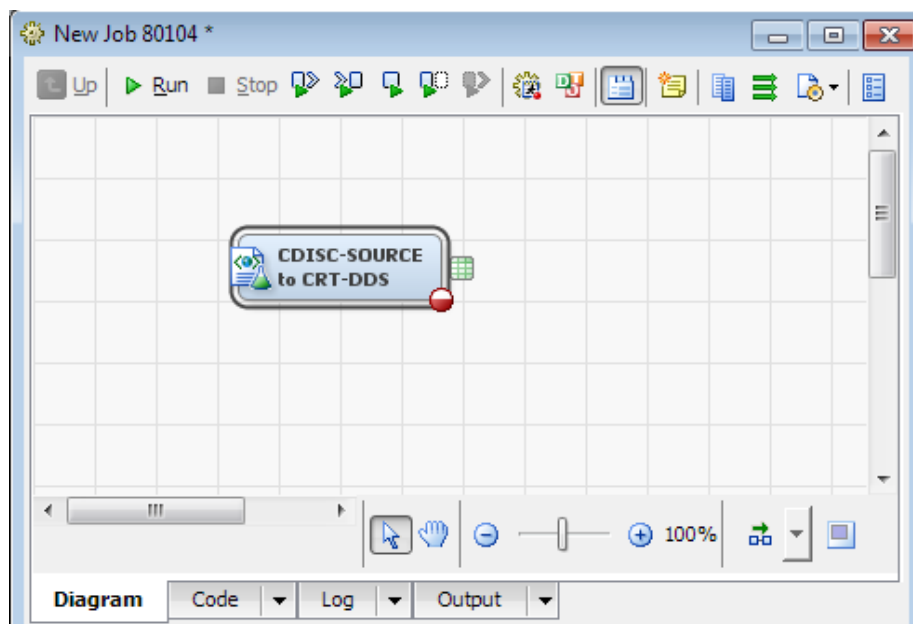 New Job 80104 *
Up Run Stop
CDISC-SOURCE
to CRT-DDS
100%
Diagram Code Log Output